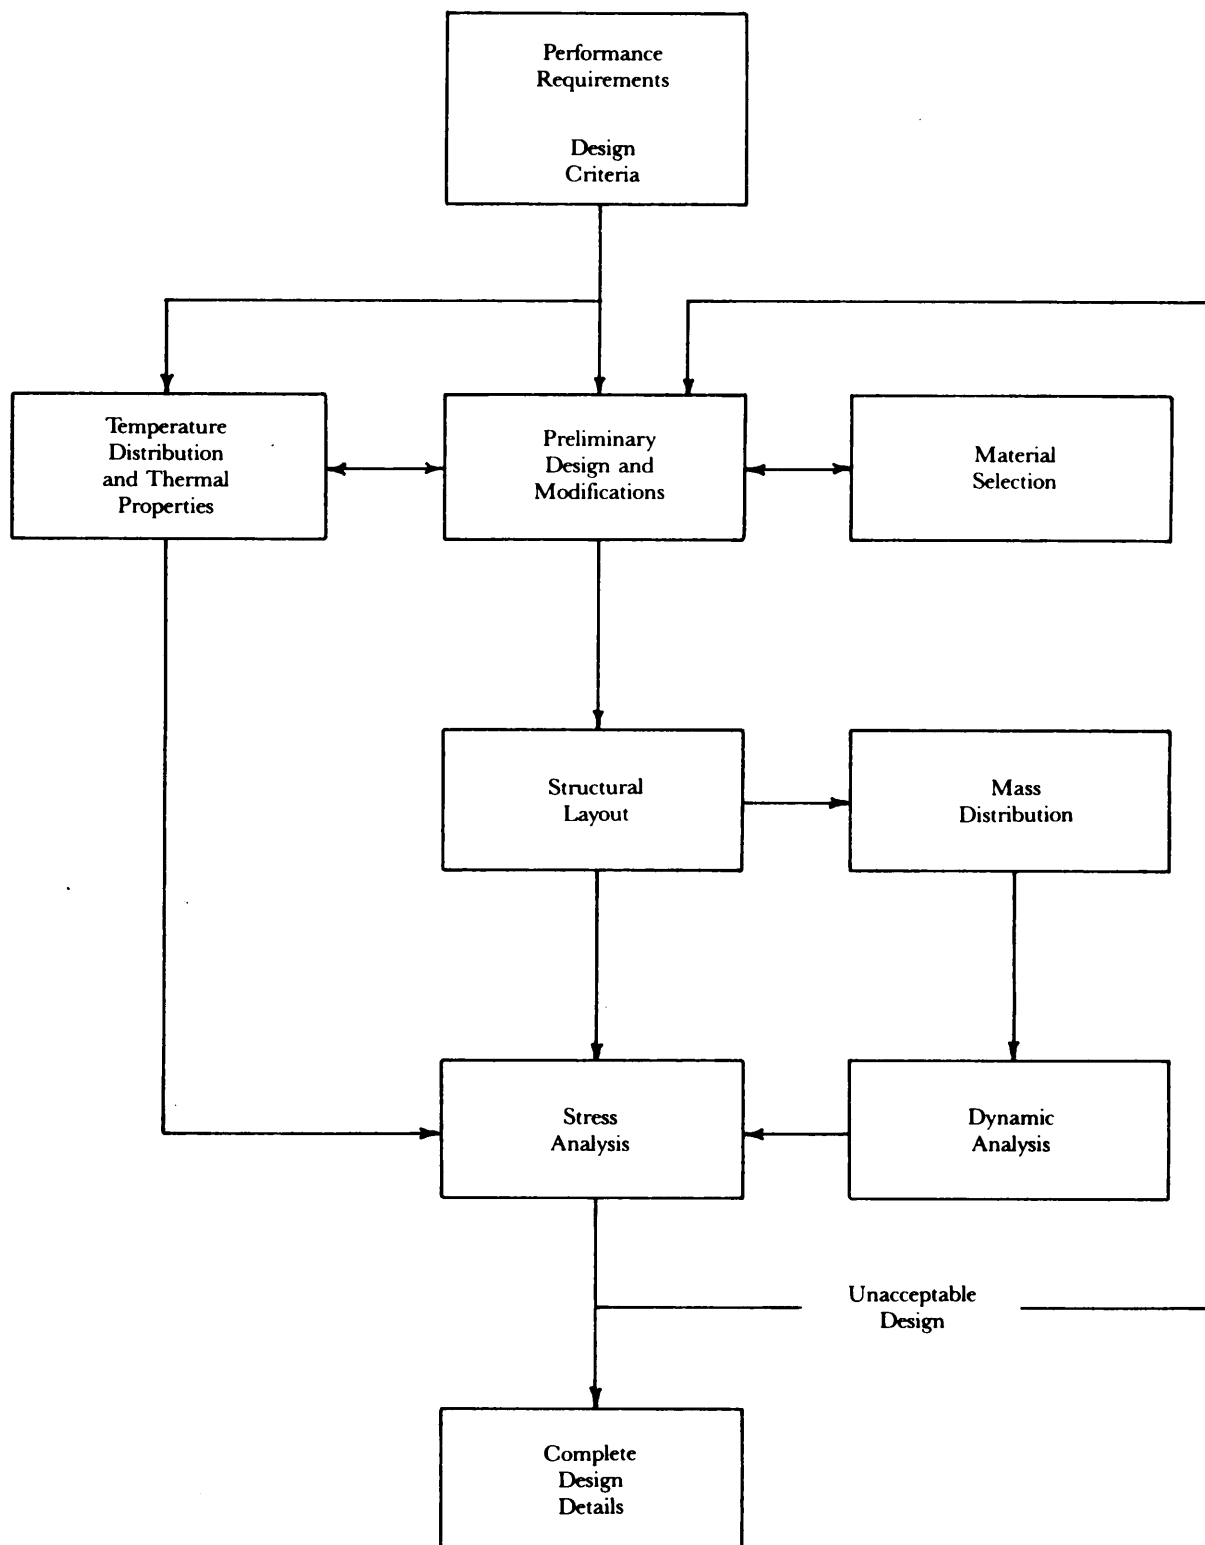 Performance
Requirements
Design
Criteria
Temperature
Distribution
and Thermal
Properties
Preliminary
Design and
Modifications
Material
Selection
Structural
Layout
Mass
Distribution
Stress
Analysis
Dynamic
Analysis
Unacceptable
Design
Complete
Design
Details